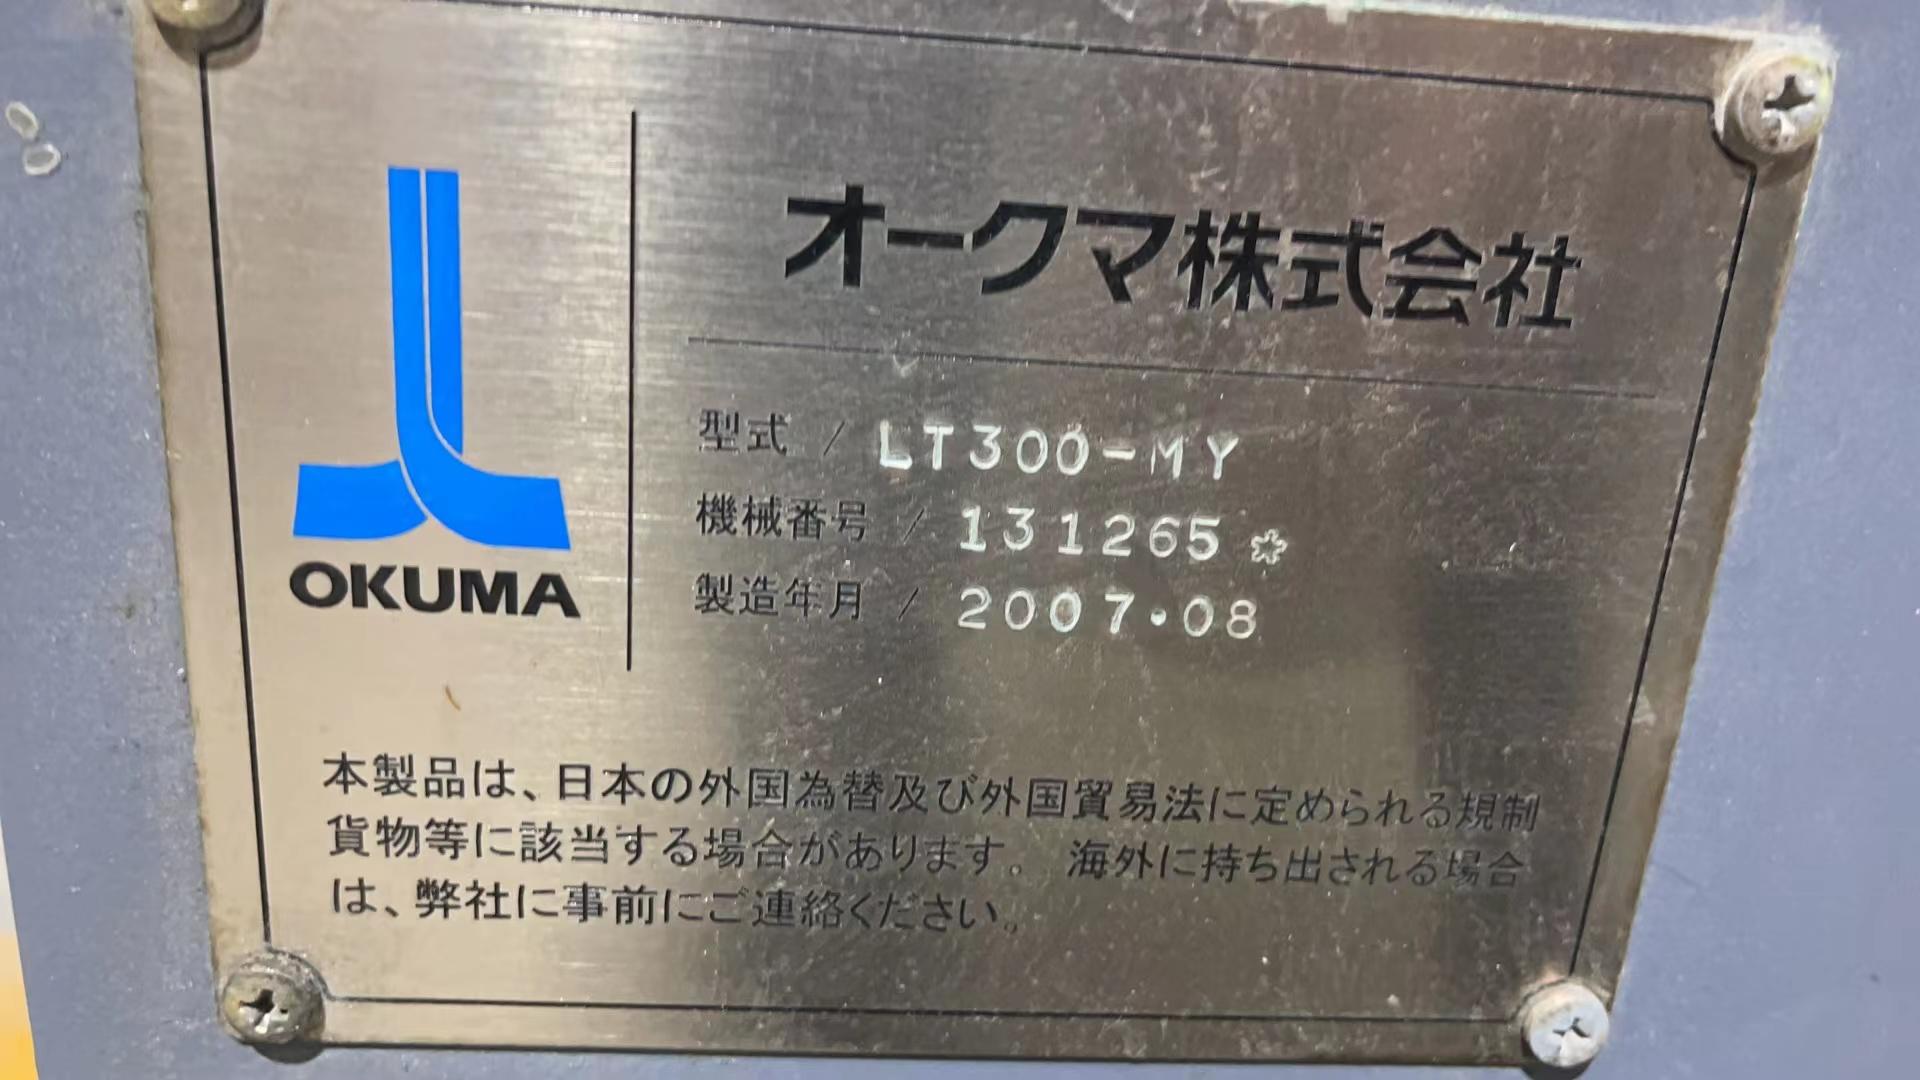 オークマ株式会社
OKUMA
型式 / LT300-MY
機械番号 / 131265*
製造年月 / 2007・08
本製品は、日本の外国為替及び外国貿易法に定められる規制
貨物等に該当する場合があります。 海外に持ち出される場合
は、弊社に事前にご連絡ください。